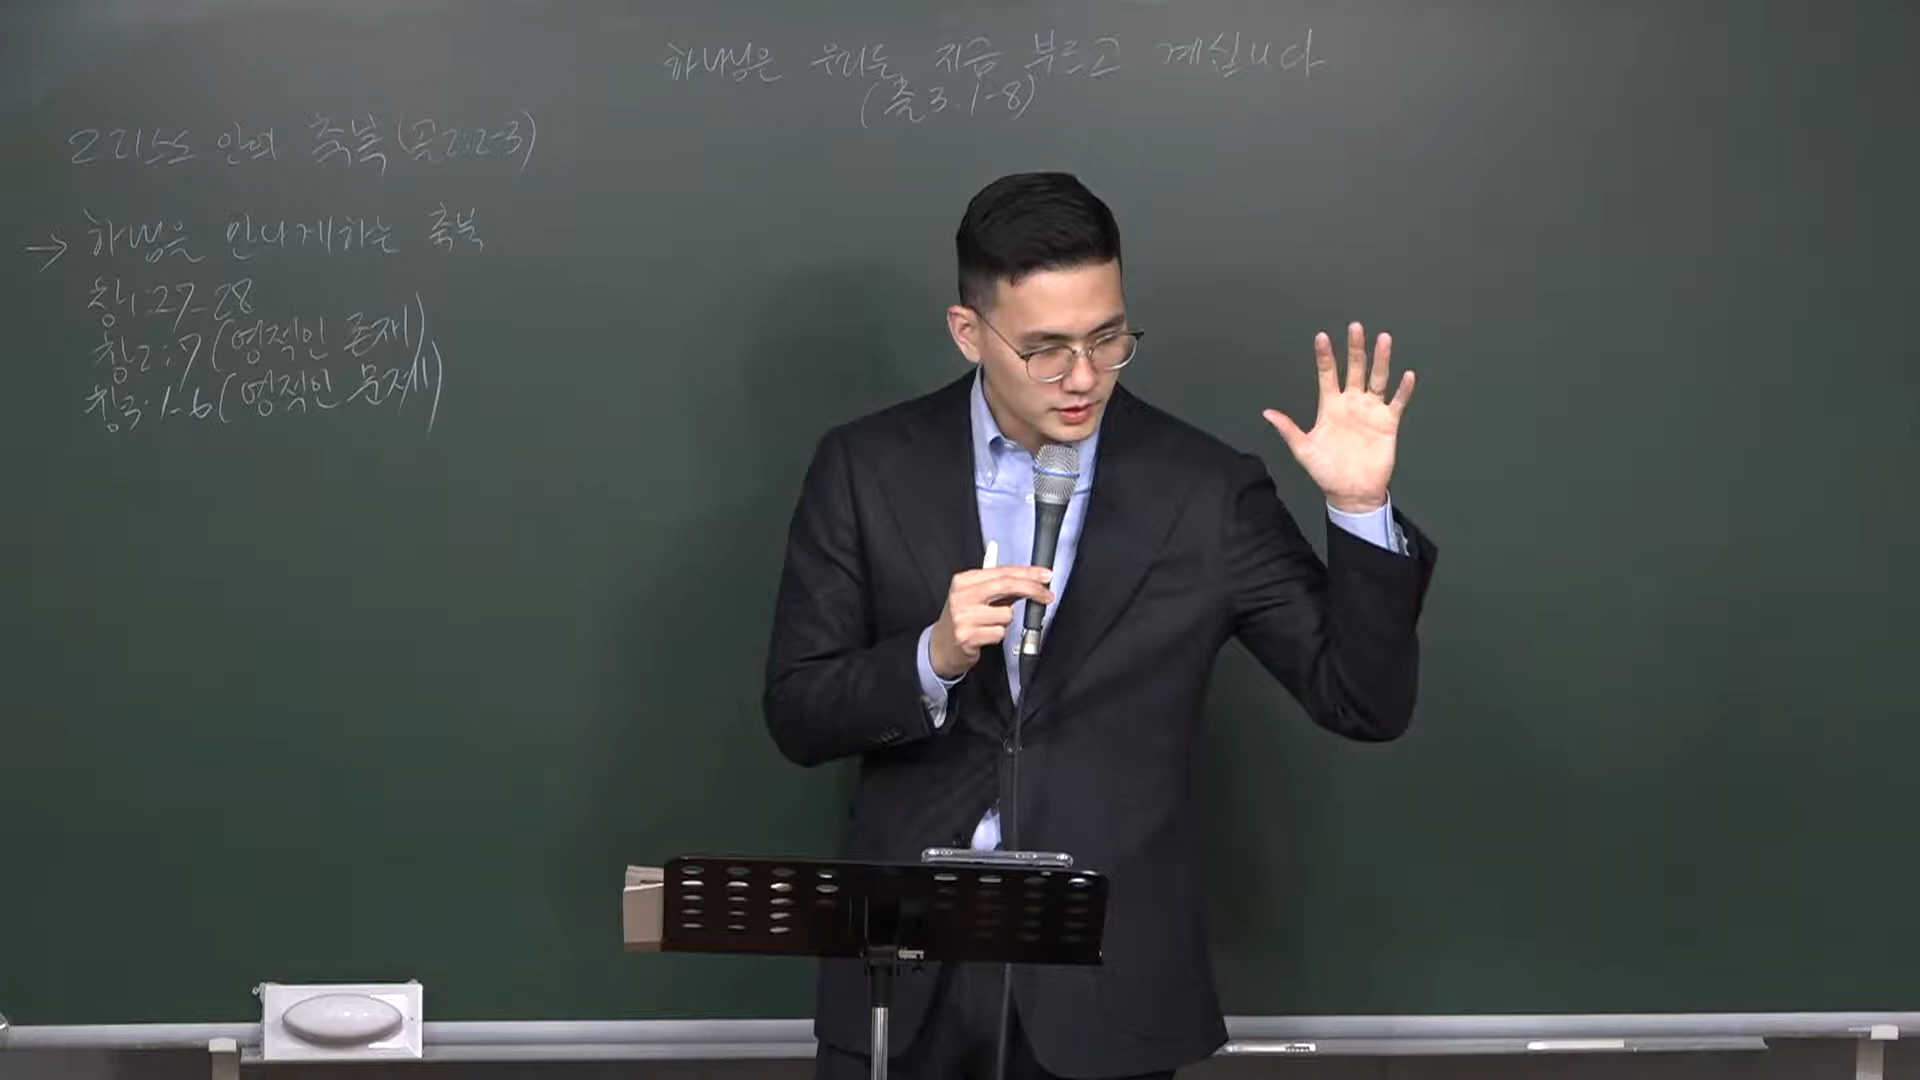 하나님은 우리를 지금 부르고 계십니다
(출3:1-8)
그리스도 안의 축복(골2:2-3)
→ 하나님을 만나게하는 축복
창1:27-28
창2:7(영적인 존재)
창3:1-6(영적인 문제)